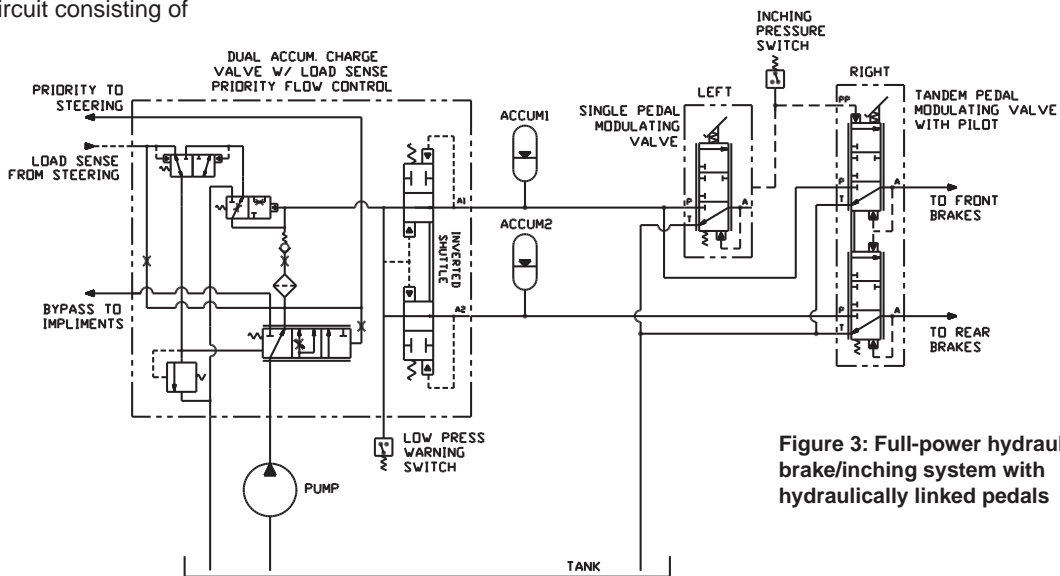 ircuit consisting of
DUAL ACCUM. CHARGE
VALVE W/ LOAD SENSE
PRIORITY FLOW CONTROL
PRIORITY TO
STEERING
LOAD SENSE
FROM STEERING
BYPASS TO
IMPLIMENTS
INVERTED
SHUTTLE
A1
A2
ACCUM1
ACCUM2
LOW PRESS
WARNING
SWITCH
PUMP
TANK
INCHING
PRESSURE
SWITCH
LEFT
SINGLE PEDAL
MODULATING
VALVE
P
T
A
RIGHT
TANDEM PEDAL
MODULATING VALVE
WITH PILOT
PP
P
T
A
TO FRONT
BRAKES
P
T
A
TO REAR
BRAKES
Figure 3: Full-power hydraul
brake/inching system with
hydraulically linked pedals